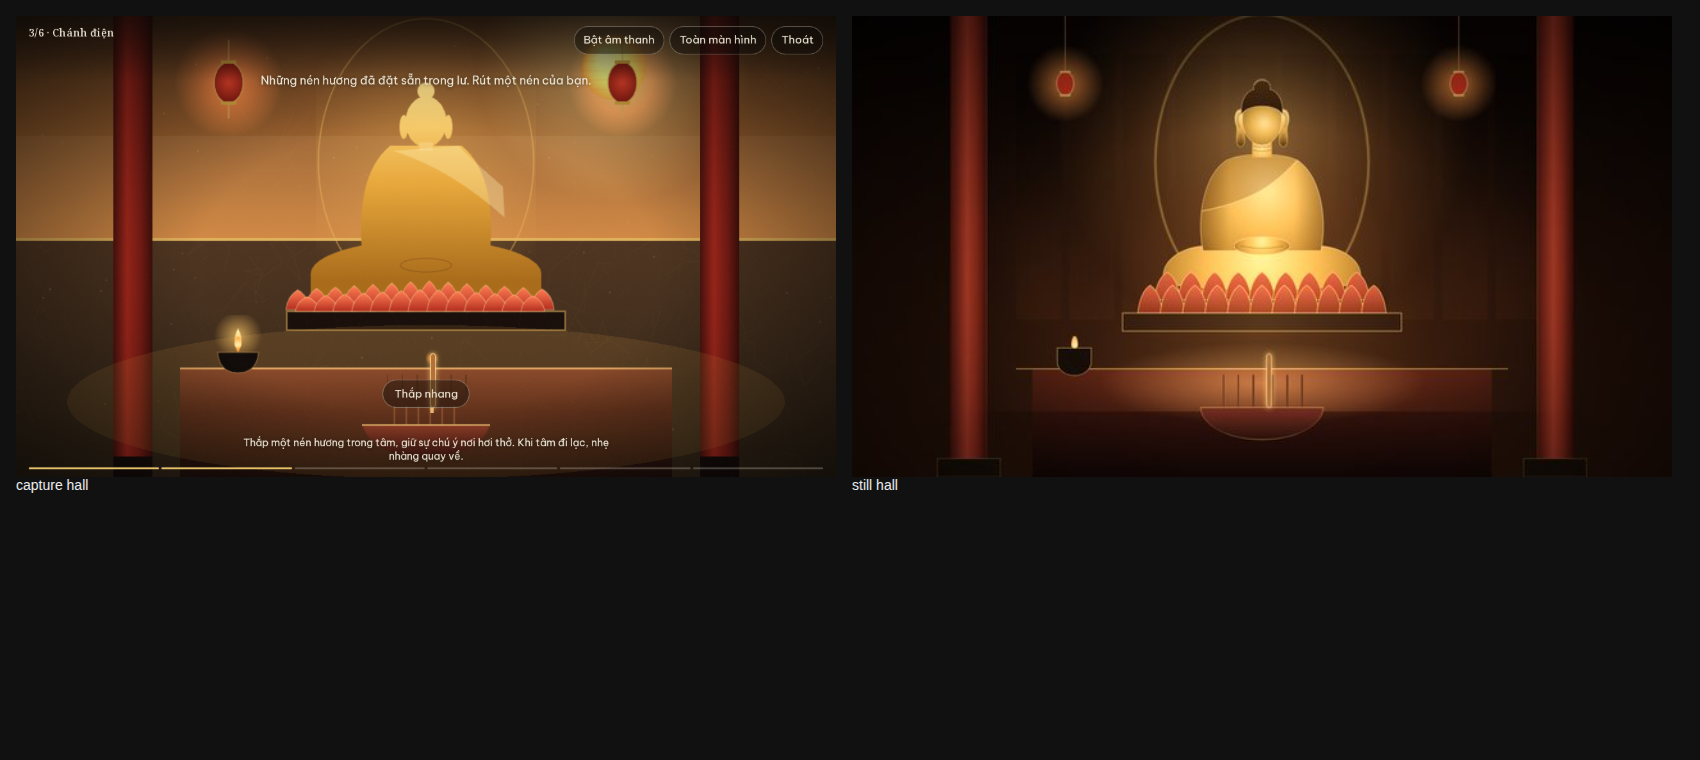 3/6 · Chánh điện
Bật âm thanh
Toàn màn hình
Thoát
Những nén hương đã đặt sẵn trong lư. Rút một nén của bạn.
Thắp nhang
Thắp một nén hương trong tâm, giữ sự chú ý nơi hơi thở. Khi tâm đi lạc, nhẹ
nhàng quay về.
capture hall
still hall